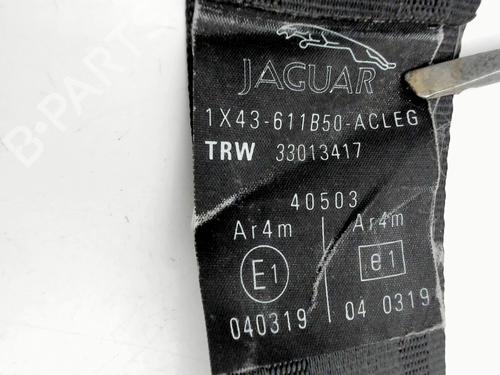 JAGUAR
1X43-611B50-ACLEG
TRW 33013417
40503
Ar4m Ar4m
E1 e1
040319 04 0319
B-PARTS